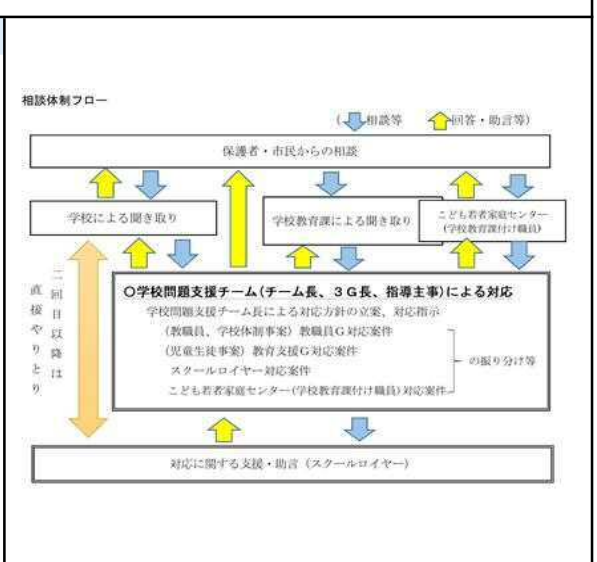 相談体制フロー
(相談等 回答・助言等)
保護者・市民からの相談
学校による聞き取り
学校教育課による聞き取り
こども若者家庭センター
(学校教育課付け職員)
二回目以降は
直接やりとり
〇学校問題支援チーム(チーム長、3G長、指導主事)による対応
学校問題支援チーム長による対応方針の立案、対応指示
(教職員、学校体制事案) 教職員G対応案件
(児童生徒事案) 教育支援G対応案件
スクールロイヤー対応案件
こども若者家庭センター(学校教育課付け職員)対応案件
の振り分け等
対応に関する支援・助言 (スクールロイヤー)